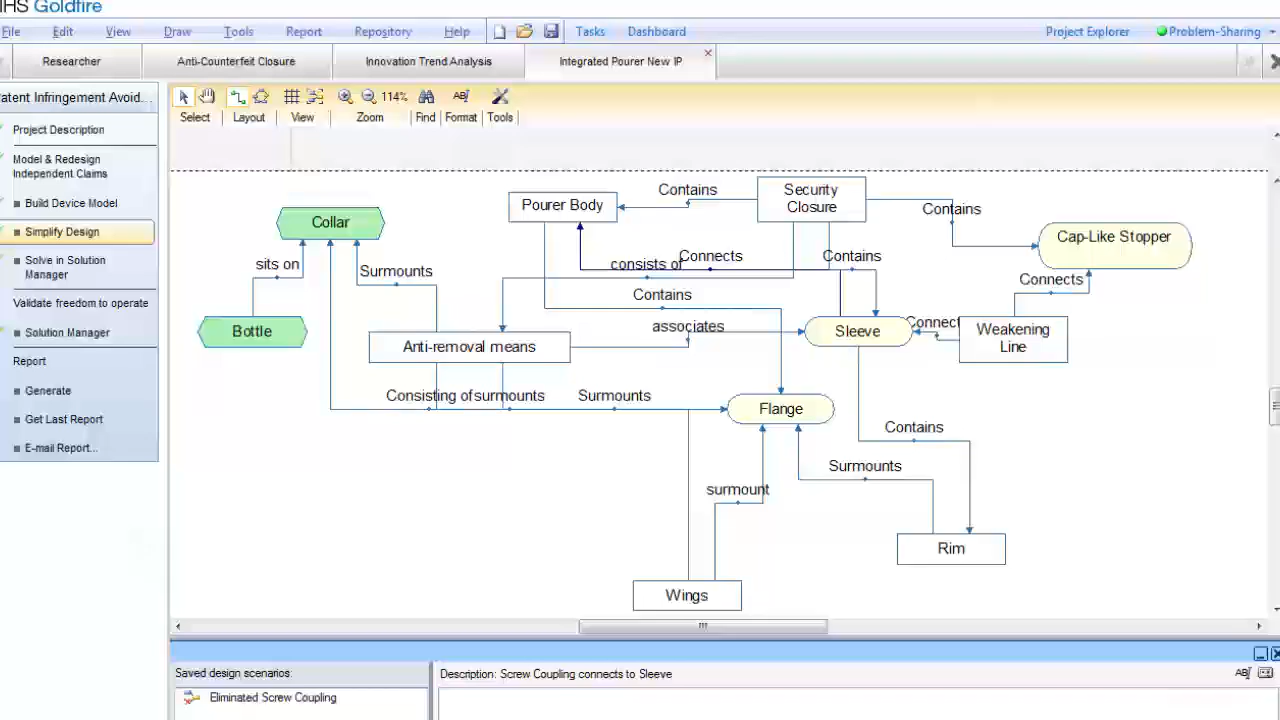 IHS Goldfire
File Edit View Draw Tools Report Repository Help Tasks Dashboard Project Explorer Problem-Sharing
Researcher Anti-Counterfeit Closure Innovation Trend Analysis Integrated Pourer New IP
atent Infringement Avoid...
114%
Select Layout View Zoom Find Format Tools
Project Description
Model & Redesign
Independent Claims
Build Device Model
Simplify Design
Solve in Solution
Manager
Validate freedom to operate
Solution Manager
Report
Generate
Get Last Report
E-mail Report...
Security
Closure
Pourer Body
Contains
Contains
Collar
Cap-Like Stopper
sits on
Surmounts
consists of
Connects
Contains
Connects
Contains
Bottle
associates
Sleeve
Connect
Weakening
Line
Anti-removal means
Consisting of
surmounts
Surmounts
Flange
Contains
Surmounts
surmount
Rim
Wings
Saved design scenarios:
Description: Screw Coupling connects to Sleeve
Eliminated Screw Coupling